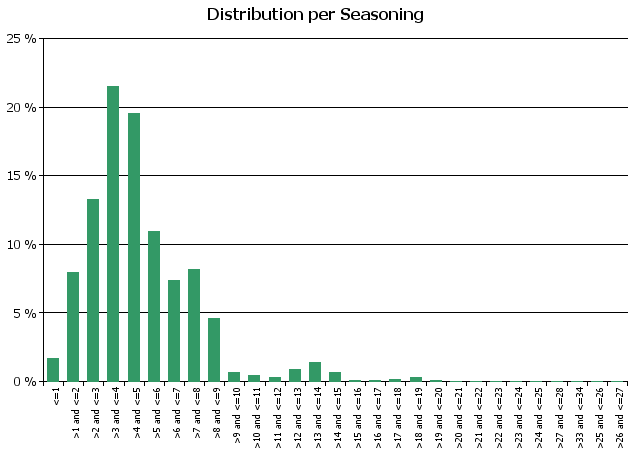 Distribution per Seasoning
25 %
20 %
15 %
10 %
5 %
0 %
<=1
>1 and <=2
>2 and <=3
>3 and <=4
>4 and <=5
>5 and <=6
>6 and <=7
>7 and <=8
>8 and <=9
>9 and <=10
>10 and <=11
>11 and <=12
>12 and <=13
>13 and <=14
>14 and <=15
>15 and <=16
>16 and <=17
>17 and <=18
>18 and <=19
>19 and <=20
>20 and <=21
>21 and <=22
>22 and <=23
>23 and <=24
>24 and <=25
>27 and <=28
>33 and <=34
>25 and <=26
>26 and <=27